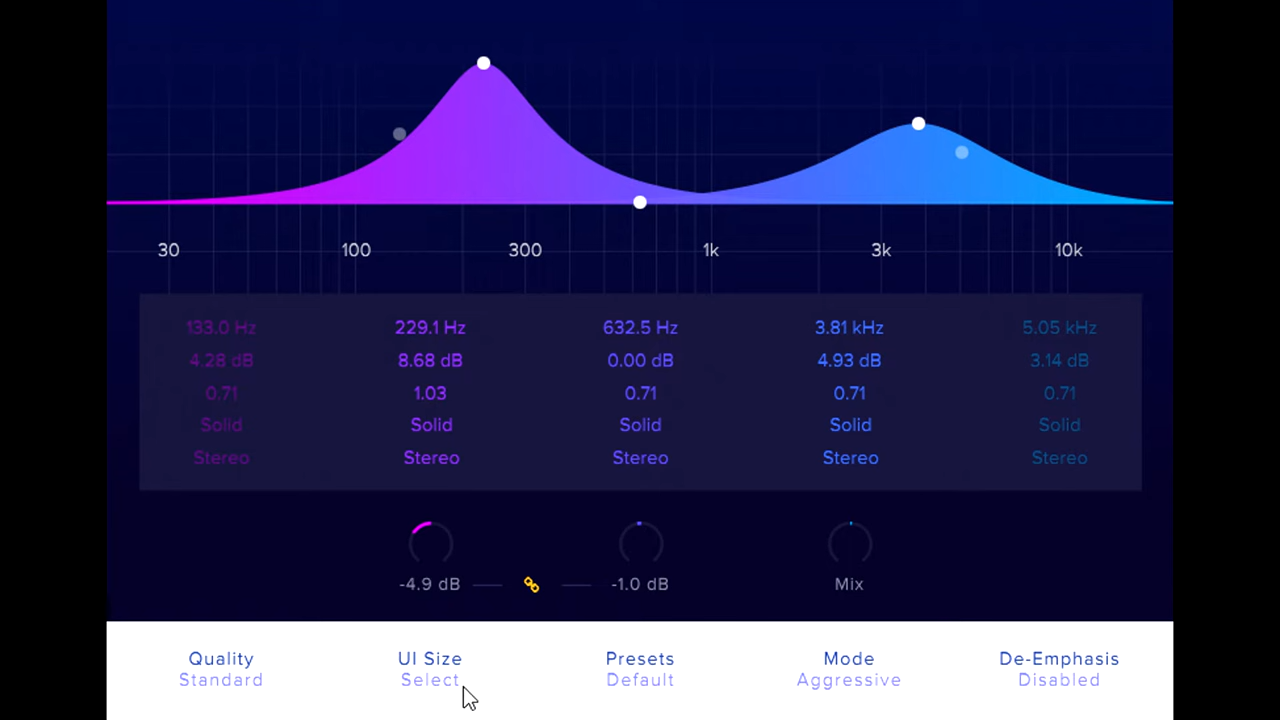 30 100 300 1k 3k 10k
133.0 Hz 229.1 Hz 632.5 Hz 3.81 kHz 5.05 kHz
4.28 dB 8.68 dB 0.00 dB 4.93 dB 3.14 dB
0.71 1.03 0.71 0.71 0.71
Solid Solid Solid Solid Solid
Stereo Stereo Stereo Stereo Stereo
-4.9 dB -1.0 dB Mix
Quality UI Size Presets Mode De-Emphasis
Standard Select Default Aggressive Disabled